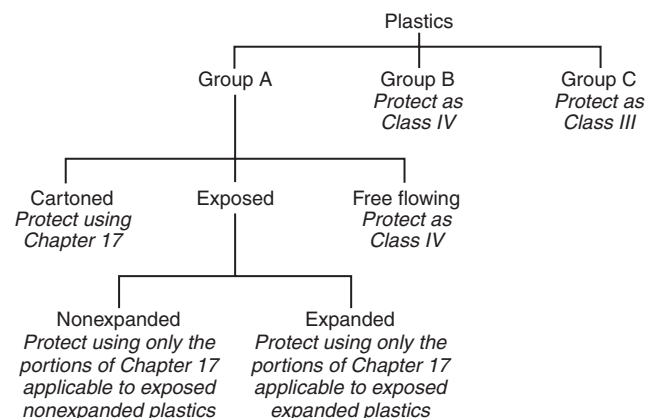 Plastics
Group A
Group B
Protect as
Class IV
Group C
Protect as
Class III
Cartoned
Protect using
Chapter 17
Exposed
Free flowing
Protect as
Class IV
Nonexpanded
Protect using only the
portions of Chapter 17
applicable to exposed
nonexpanded plastics
Expanded
Protect using only the
portions of Chapter 17
applicable to exposed
expanded plastics